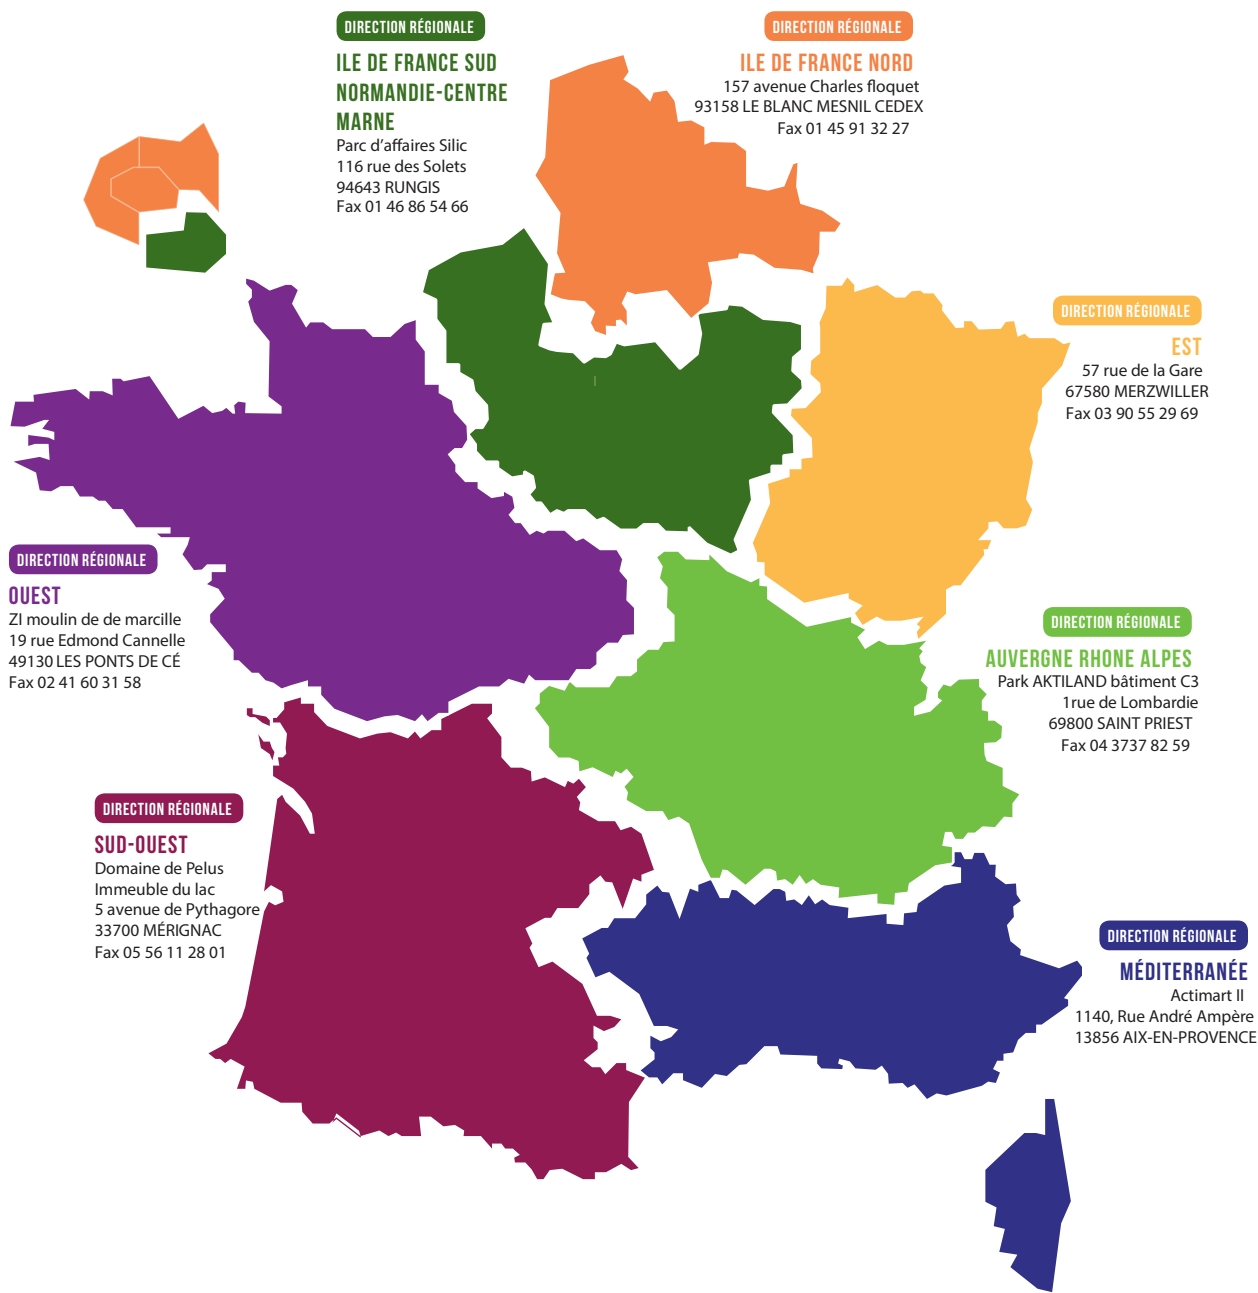 DIRECTION RÉGIONALE
ILE DE FRANCE SUD
NORMANDIE-CENTRE
MARNE
Parc d'affaires Silic
116 rue des Solets
94643 RUNGIS
Fax 01 46 86 54 66
DIRECTION RÉGIONALE
ILE DE FRANCE NORD
157 avenue Charles floquet
93158 LE BLANC MESNIL CEDEX
Fax 01 45 91 32 27
DIRECTION RÉGIONALE
EST
57 rue de la Gare
67580 MERZWILLER
Fax 03 90 55 29 69
DIRECTION RÉGIONALE
OUEST
ZI moulin de de marcille
19 rue Edmond Cannelle
49130 LES PONTS DE CÉ
Fax 02 41 60 31 58
DIRECTION RÉGIONALE
AUVERGNE RHONE ALPES
Park AKTILAND bâtiment C3
1rue de Lombardie
69800 SAINT PRIEST
Fax 04 3737 82 59
DIRECTION RÉGIONALE
SUD-OUEST
Domaine de Pelus
Immeuble du lac
5 avenue de Pythagore
33700 MÉRIGNAC
Fax 05 56 11 28 01
DIRECTION RÉGIONALE
MÉDITERRANÉE
Actimart II
1140, Rue André Ampère
13856 AIX-EN-PROVENCE